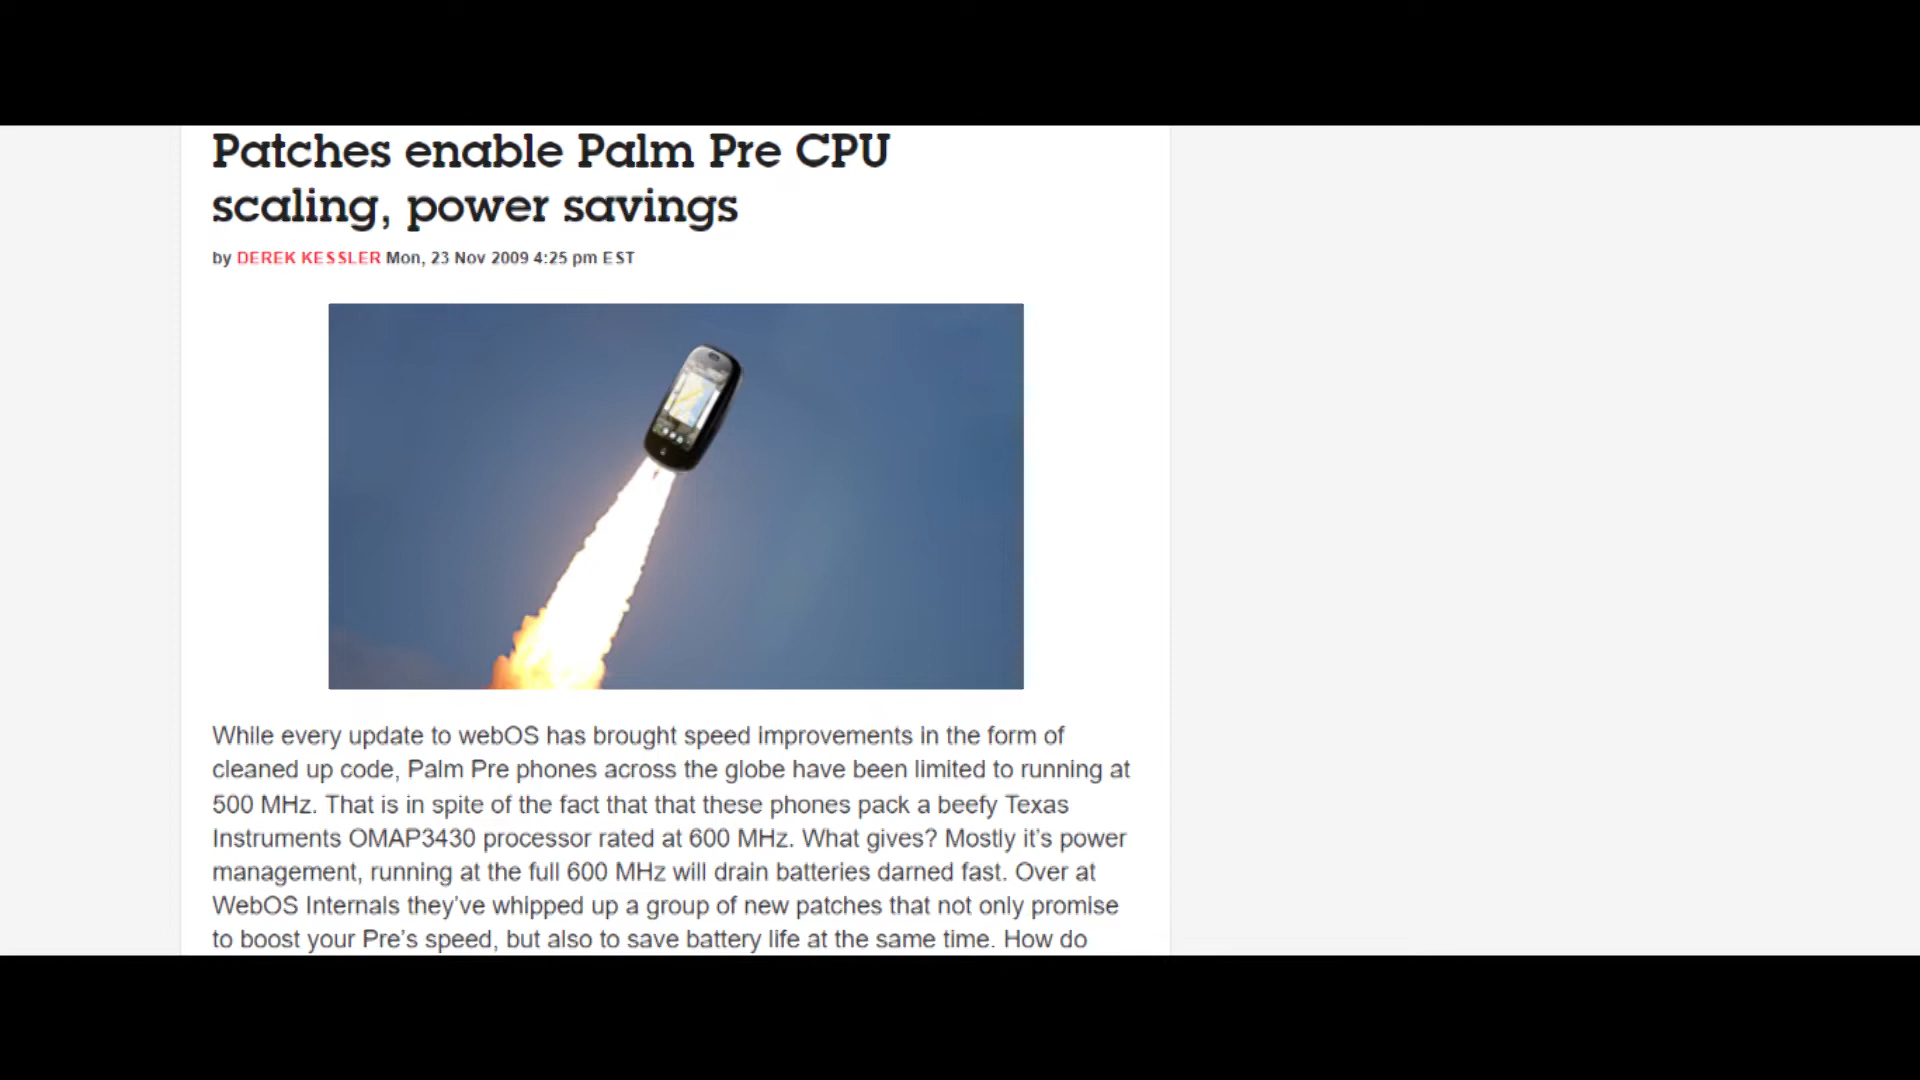 Patches enable Palm Pre CPU
scaling, power savings
by DEREK KESSLER Mon, 23 Nov 2009 4:25 pm EST
While every update to webOS has brought speed improvements in the form of
cleaned up code, Palm Pre phones across the globe have been limited to running at
500 MHz. That is in spite of the fact that that these phones pack a beefy Texas
Instruments OMAP3430 processor rated at 600 MHz. What gives? Mostly it’s power
management, running at the full 600 MHz will drain batteries darned fast. Over at
WebOS Internals they’ve whipped up a group of new patches that not only promise
to boost your Pre’s speed, but also to save battery life at the same time. How do